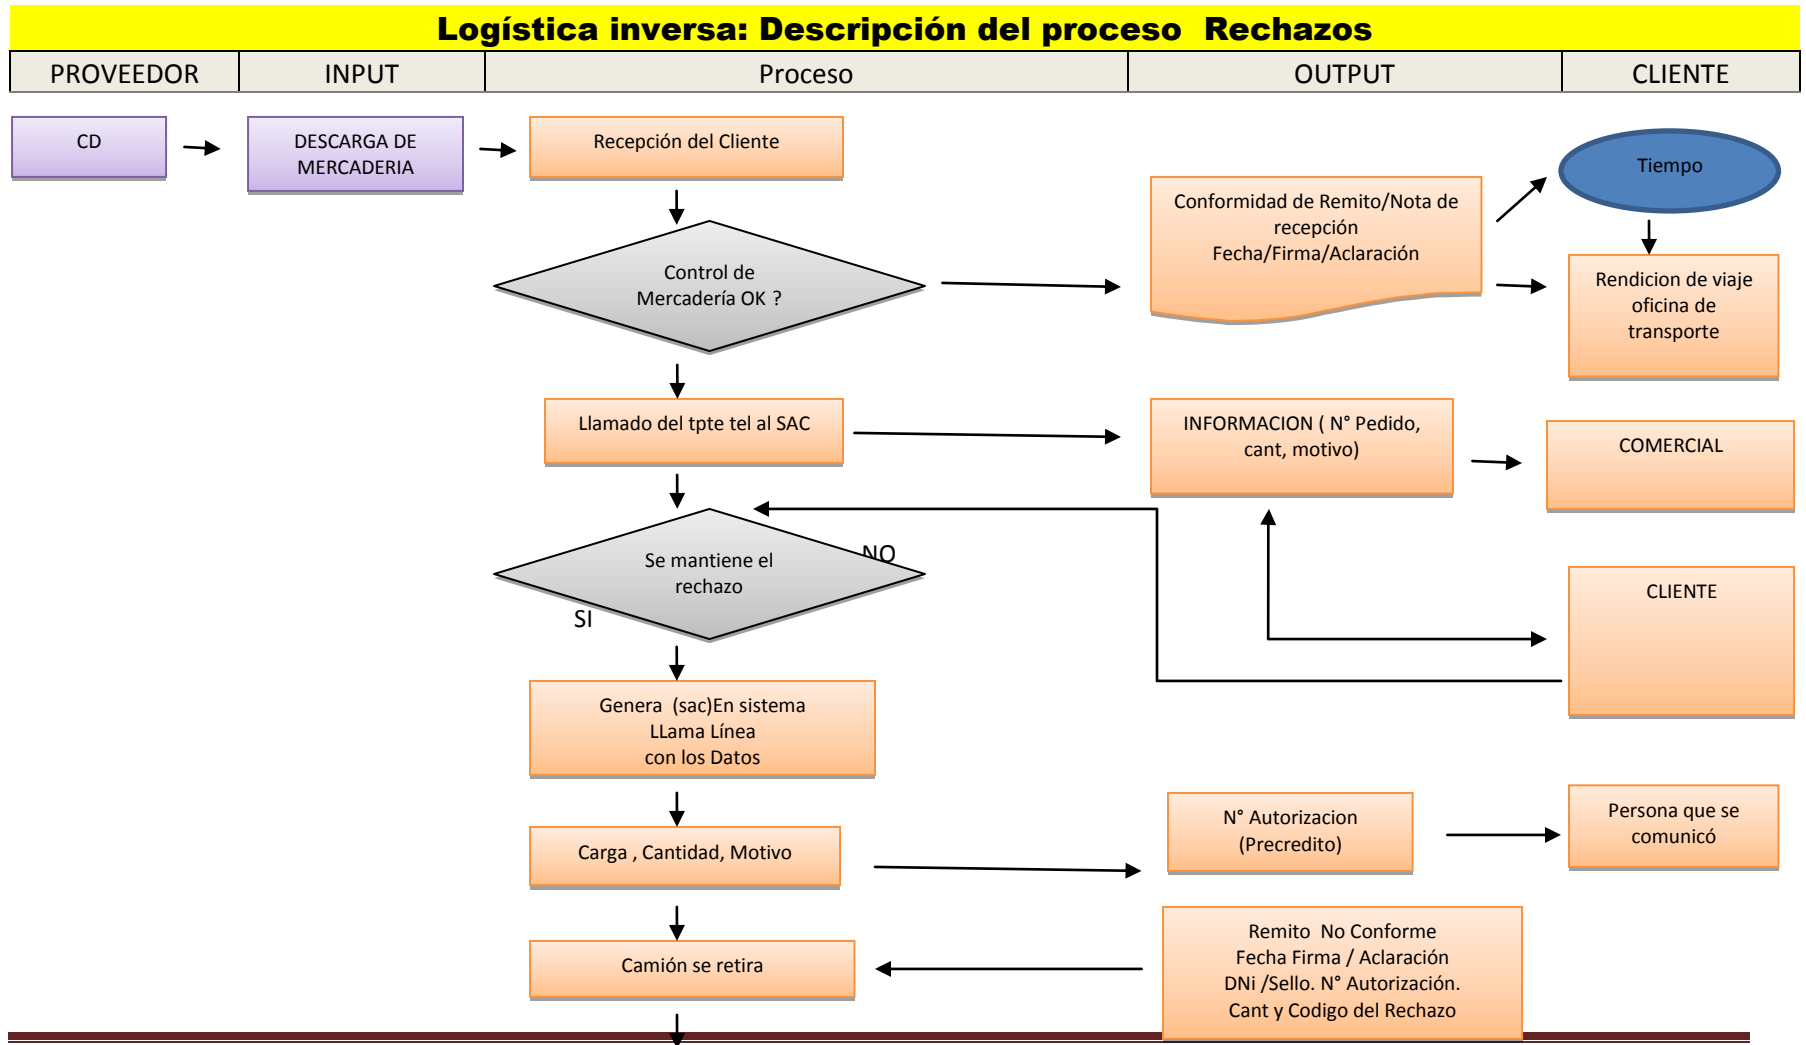 Logística inversa: Descripción del proceso  Rechazos
PROVEEDOR
INPUT
Proceso
OUTPUT
CLIENTE
CD
DESCARGA DE
MERCADERIA
Recepción del Cliente
Tiempo
Conformidad de Remito/Nota de
recepción
Fecha/Firma/Aclaración
Control de
Mercadería OK ?
Rendicion de viaje
oficina de
transporte
Llamado del tpte tel al SAC
INFORMACION ( N° Pedido,
cant, motivo)
COMERCIAL
Se mantiene el
rechazo
NO
SI
CLIENTE
Genera  (sac)En sistema
LLama Línea
con los Datos
Carga , Cantidad, Motivo
N° Autorizacion
(Precredito)
Persona que se
comunicó
Camión se retira
Remito  No Conforme
Fecha Firma / Aclaración
DNi /Sello. N° Autorización.
Cant y Codigo del Rechazo